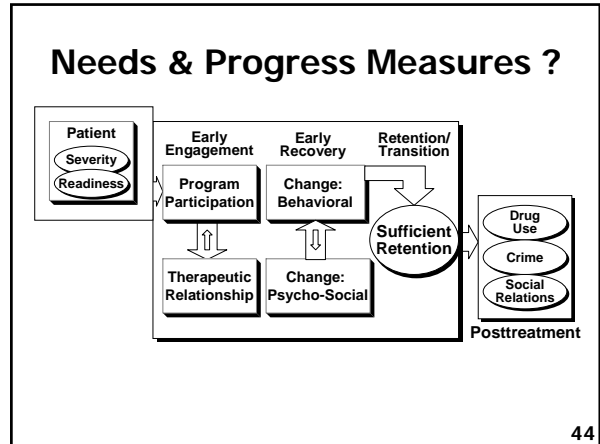 Needs & Progress Measures ?
Patient
Severity
Readiness
Early
Engagement
Program
Participation
Therapeutic
Relationship
Early
Recovery
Change:
Behavioral
Change:
Psycho-Social
Retention/
Transition
Sufficient
Retention
Drug
Use
Crime
Social
Relations
Posttreatment
44